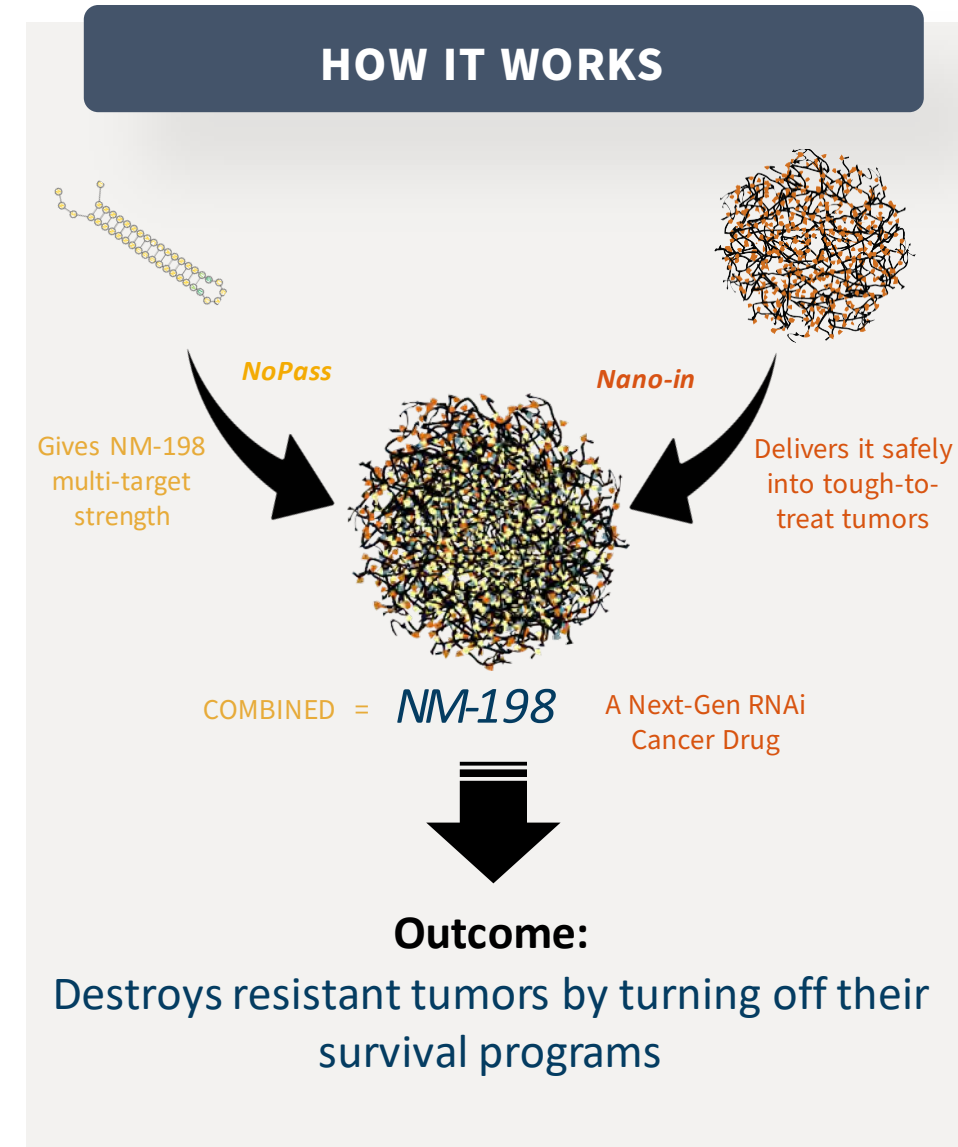 HOW IT WORKS
NoPass
Nano-in
Gives NM-198
multi-target
strength
Delivers it safely
into tough-to-
treat tumors
COMBINED = NM-198
A Next-Gen RNAi
Cancer Drug
Outcome:
Destroys resistant tumors by turning off their
survival programs